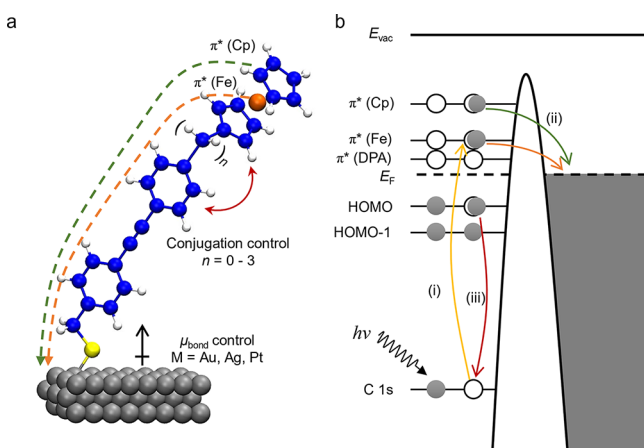 a
π* (Cp)
π* (Fe)
n
Conjugation control
n = 0 - 3
μbond control
M = Au, Ag, Pt
b
Evac
π* (Cp)
(ii)
π* (Fe)
π* (DPA)
EF
HOMO
HOMO-1
(i)
(iii)
hν
C 1s